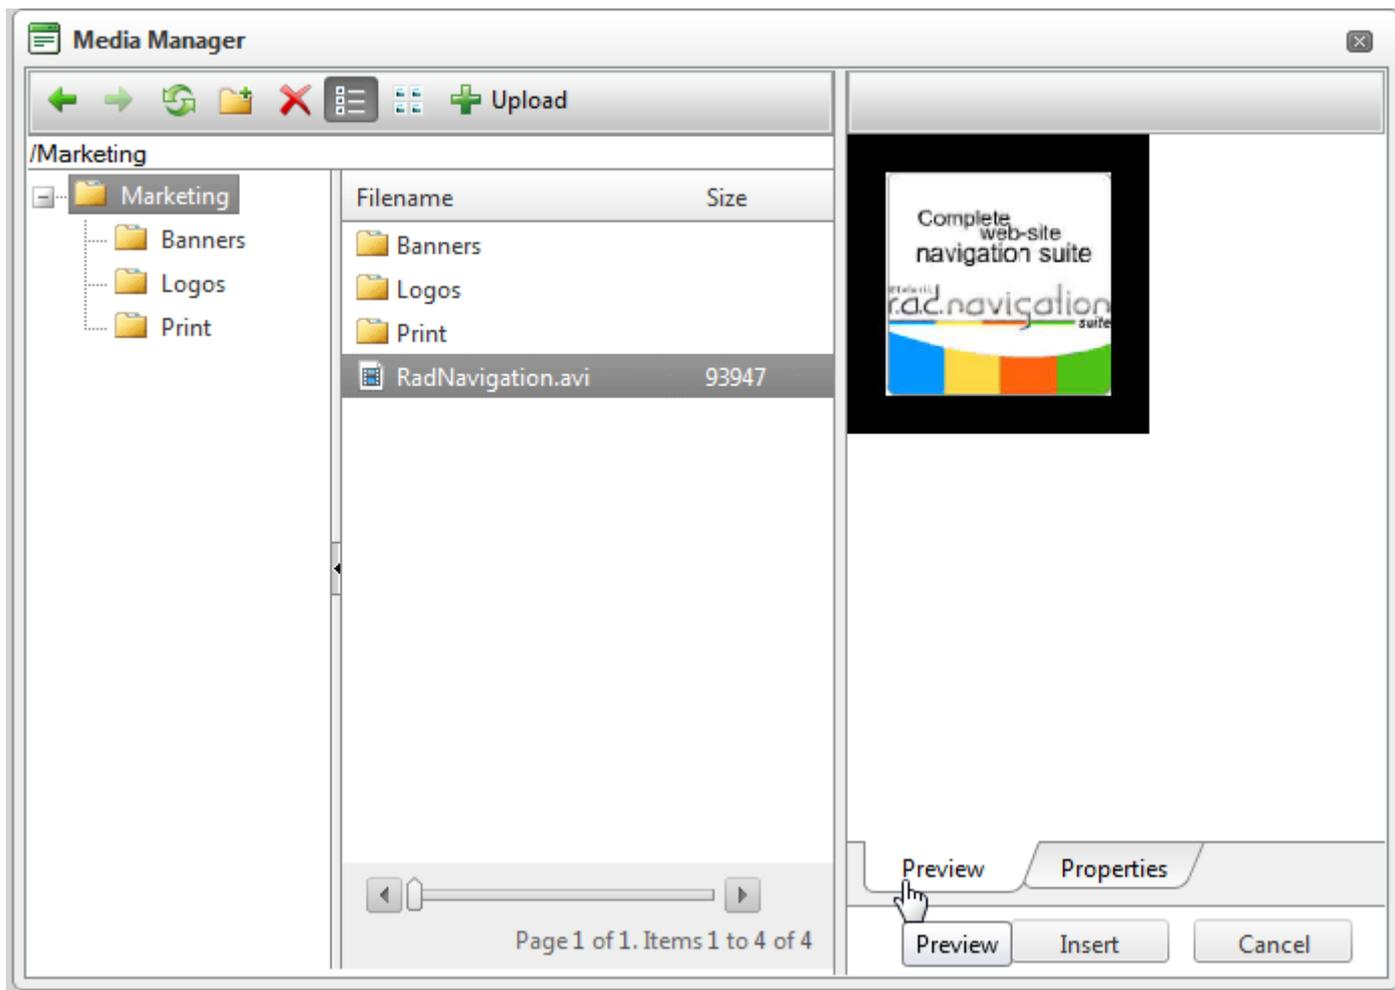 Media Manager
Upload
/Marketing
Marketing
Banners
Logos
Print
Filename Size
Banners
Logos
Print
RadNavigation.avi 93947
Page 1 of 1. Items 1 to 4 of 4
Complete
web-site
navigation suite
r.a.d.navigation
suite
Preview Properties
Preview Insert Cancel